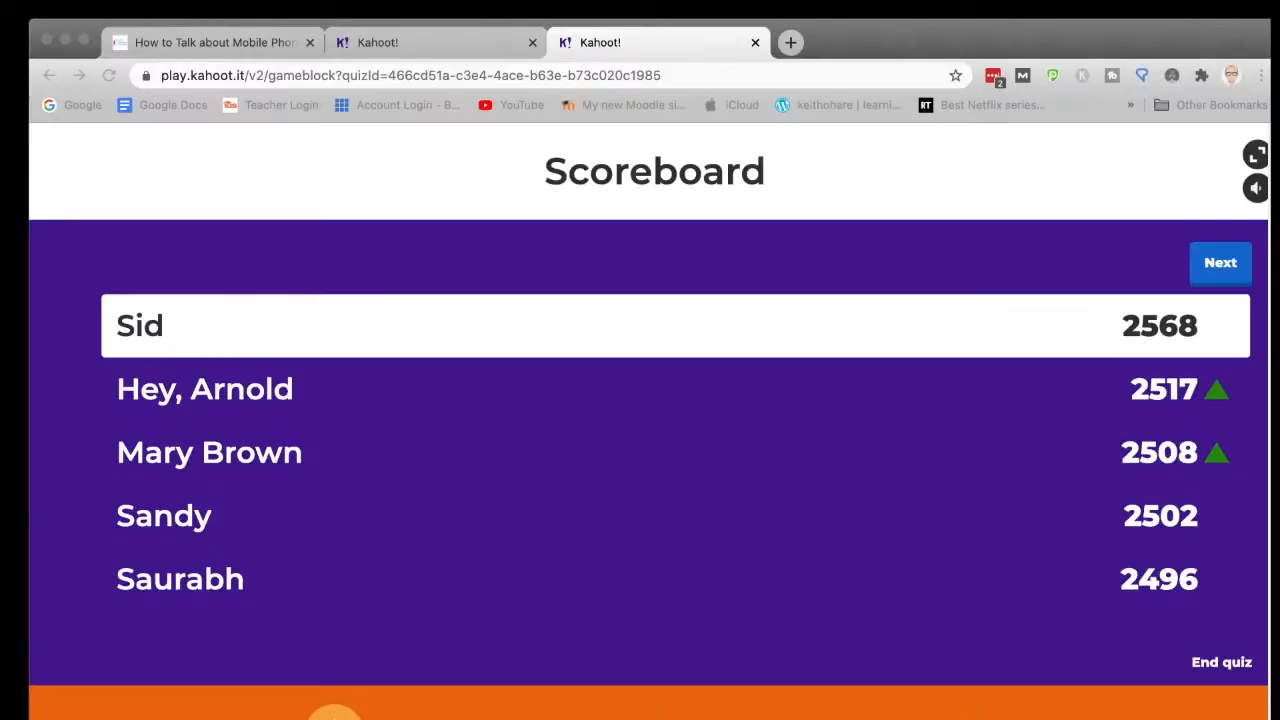 How to Talk about Mobile Phon
Kahoot!
Kahoot!
play.kahoot.it/v2/gameblock?quizId=466cd51a-c3e4-4ace-b63e-b73c020c1985
2
Google
Google Docs
Teacher Login
Account Login - B...
YouTube
My new Moodle si...
iCloud
keithohare | learni...
RT
Best Netflix series...
»
Other Bookmarks
Scoreboard
Next
Sid 2568
Hey, Arnold 2517
Mary Brown 2508
Sandy 2502
Saurabh 2496
End quiz